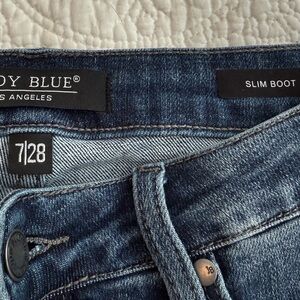 DY BLUE®
S ANGELES
SLIM BOOT
7|28